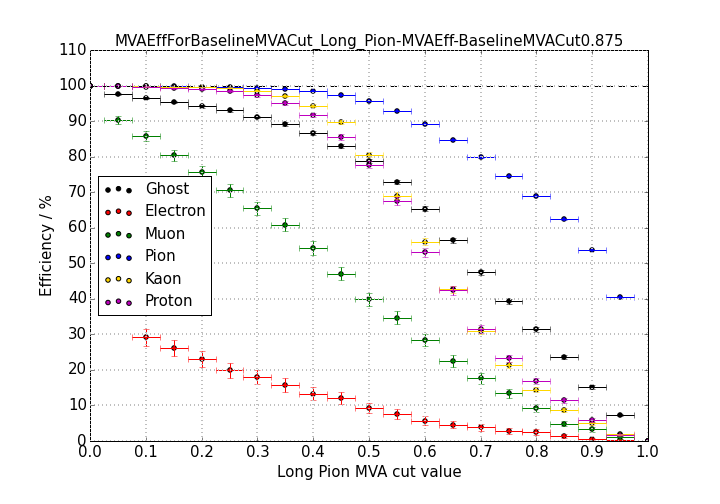 MVAEffForBaselineMVACut_Long_Pion-MVAEff-BaselineMVACut0.875
110
100
90
80
70
60
50
40
30
20
10
0
Efficiency / %
Ghost
Electron
Muon
Pion
Kaon
Proton
0.0 0.1 0.2 0.3 0.4 0.5 0.6 0.7 0.8 0.9 1.0
Long Pion MVA cut value